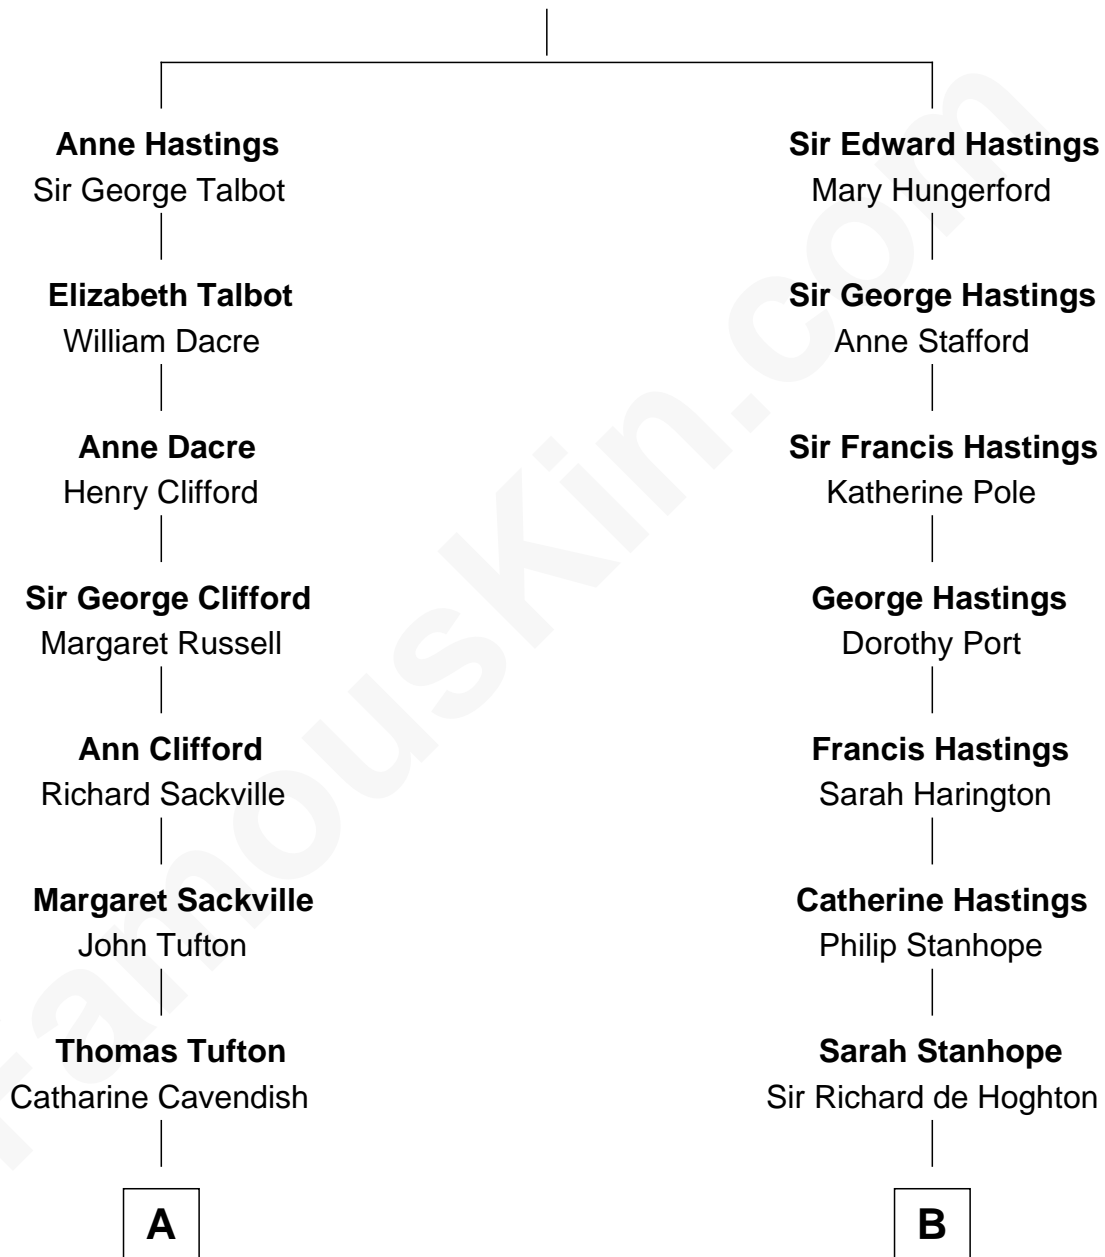 Anne Hastings
Sir George Talbot
Elizabeth Talbot
William Dacre
Anne Dacre
Henry Clifford
Sir George Clifford
Margaret Russell
Ann Clifford
Richard Sackville
Margaret Sackville
John Tufton
Thomas Tufton
Catharine Cavendish
A
Sir Edward Hastings
Mary Hungerford
Sir George Hastings
Anne Stafford
Sir Francis Hastings
Katherine Pole
George Hastings
Dorothy Port
Francis Hastings
Sarah Harington
Catherine Hastings
Philip Stanhope
Sarah Stanhope
Sir Richard de Hoghton
B
FamousKin.com